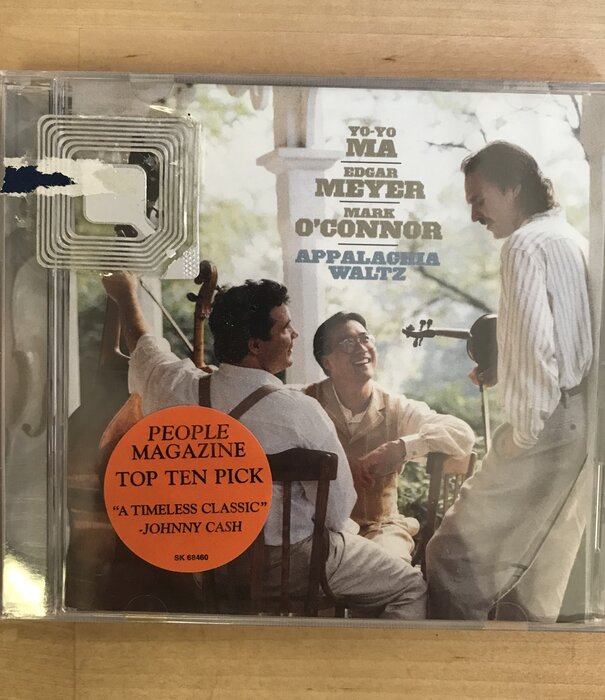 YO-YO
MA
EDGAR
MEYER
MARK
O'CONNOR
APPALACHIA
WALTZ
PEOPLE
MAGAZINE
TOP TEN PICK
"A TIMELESS CLASSIC"
-JOHNNY CASH
SK 68460